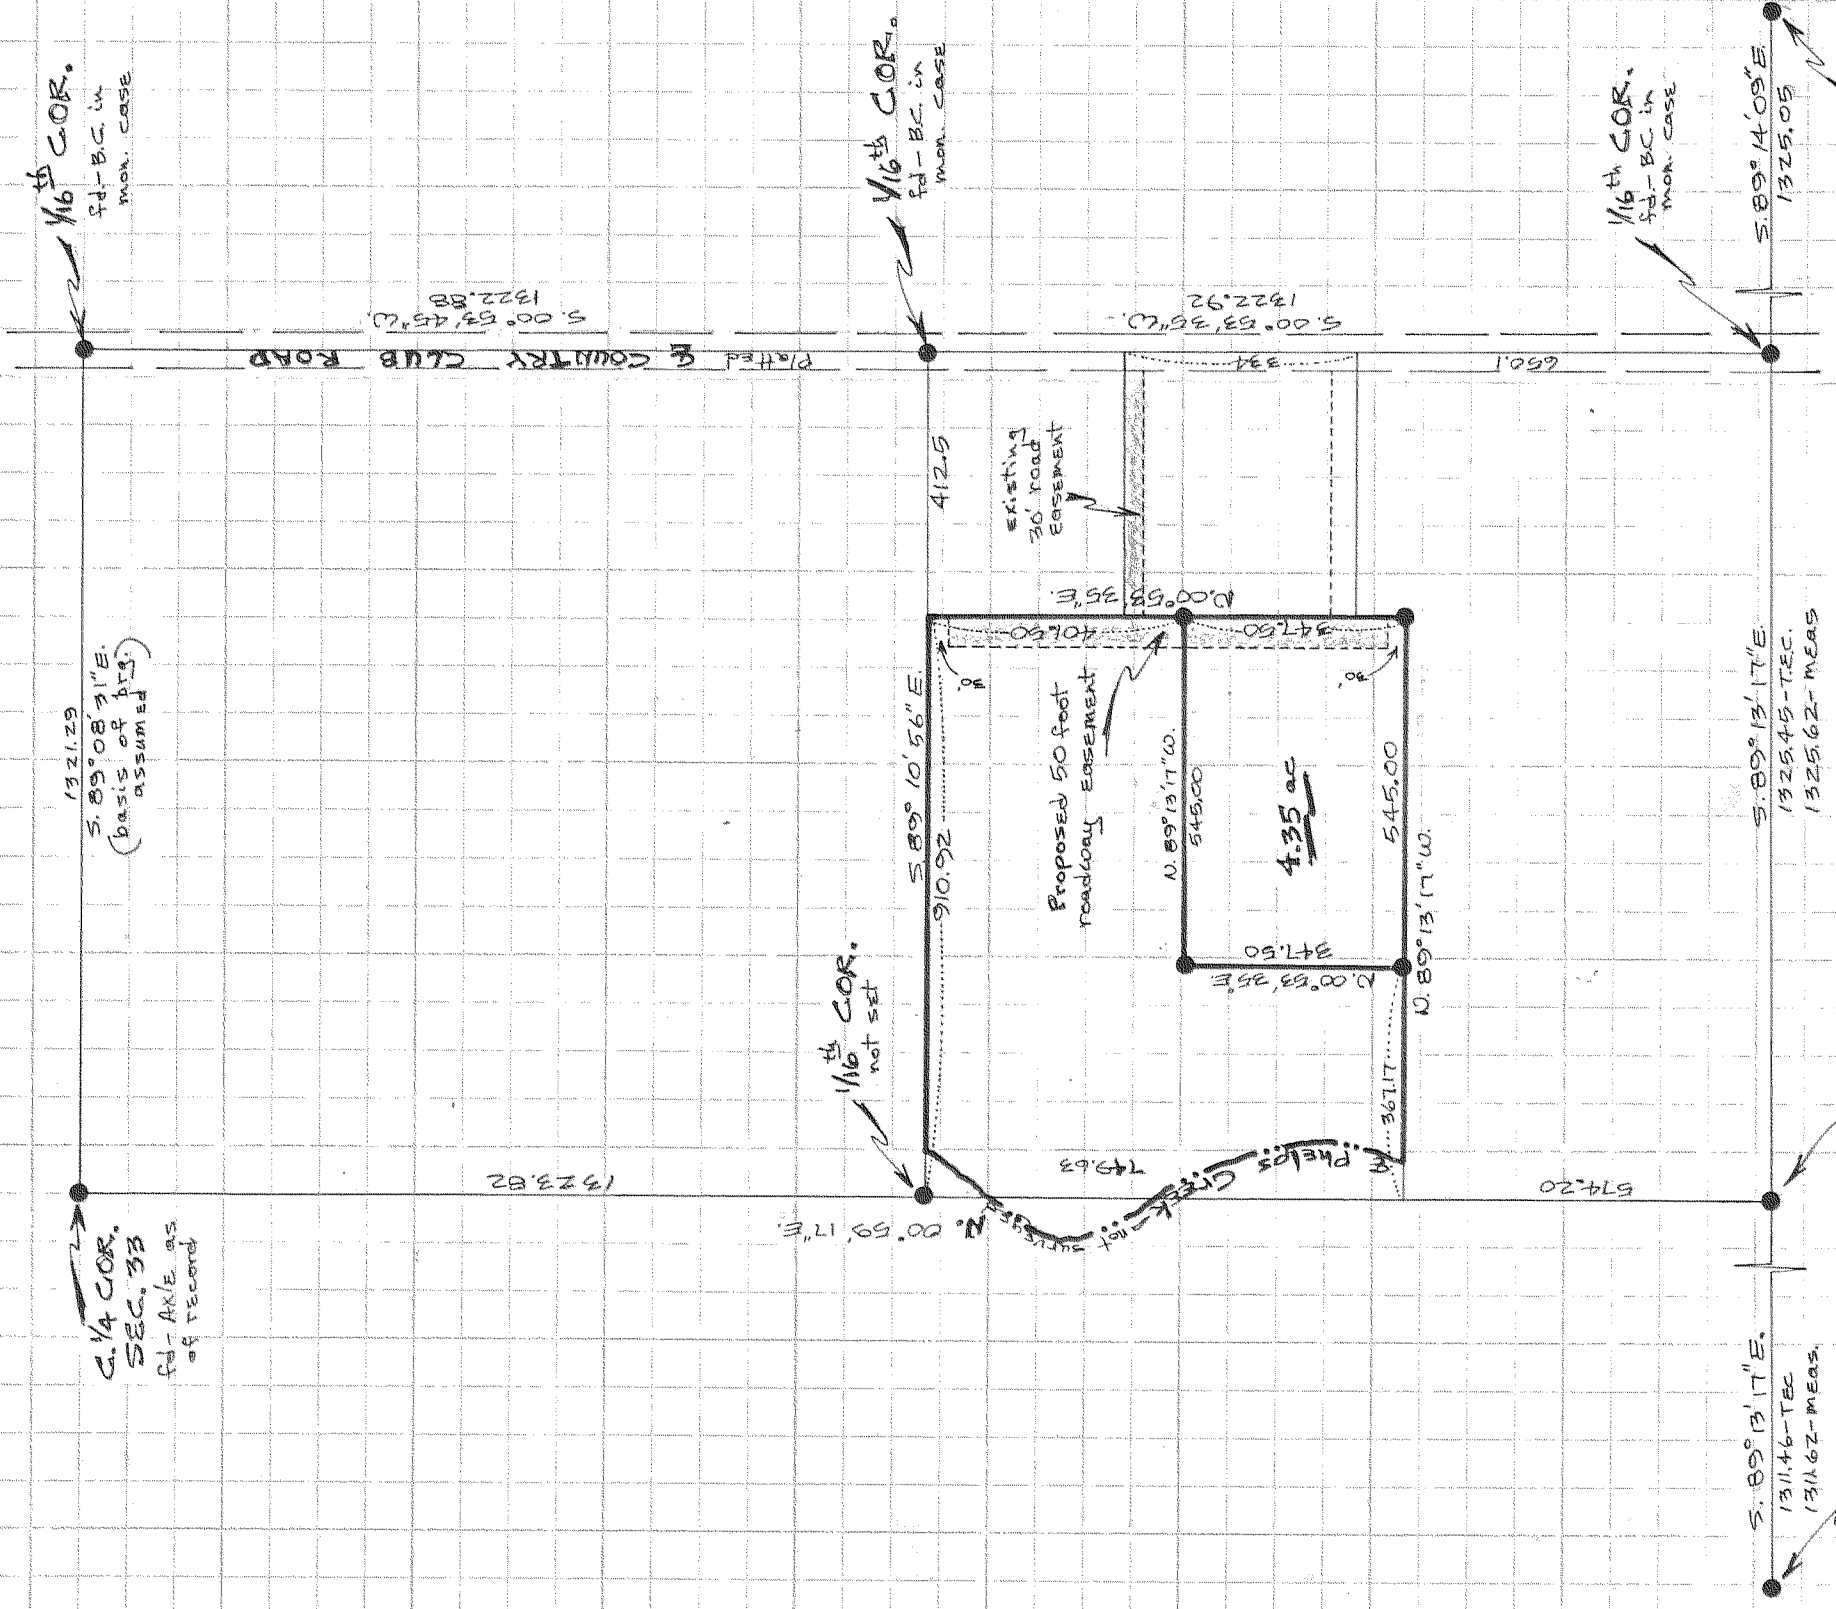 1/16th COR.
fd.-B.C. in
mon. case
1/16th COR.
fd-B.C. in
mon. case
1/16th COR.
fd.-BC in
mon. case
S.89°14'09"E.
1325.05
1322.88
S.00°53'45"W.
1322.92
S.00°53'35"W.
Platted ℄ COUNTRY CLUB ROAD
334
650.1
412.5
existing
30' road
easement
1321.29
S.89°08'31"E.
(basis of brg.
assumed)
N.00°53'35"E.
401.50
347.50
30'
30'
S.89°10'56"E.
910.92
Proposed 50 foot
roadway easement
N.89°13'17"W.
545.00
4.35 ac
545.00
N.89°13'17"W.
347.50
N.00°53'35"E
367.17
S.89°13'17"E.
1325.45-T.E.C.
1325.62-meas
1/16th COR.
not set
1323.82
N.00°59'17"E.
749.63
℄ Phelps Creek - not surveyed
574.20
C.1/4 COR.
SEC. 33
fd-Axle as
of record
S.89°13'17"E.
1311.46-TEC
1311.62-meas.